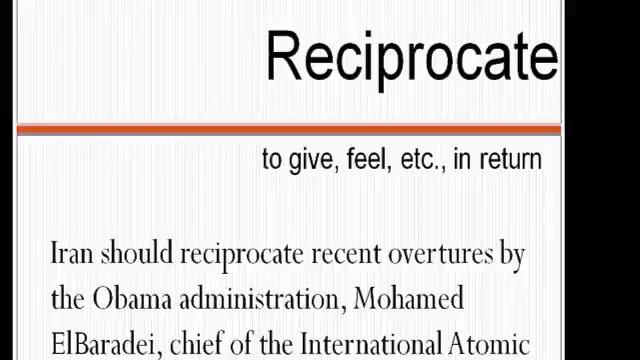 Reciprocate
to give, feel, etc., in return
Iran should reciprocate recent overtures by
the Obama administration, Mohamed
ElBaradei, chief of the International Atomic